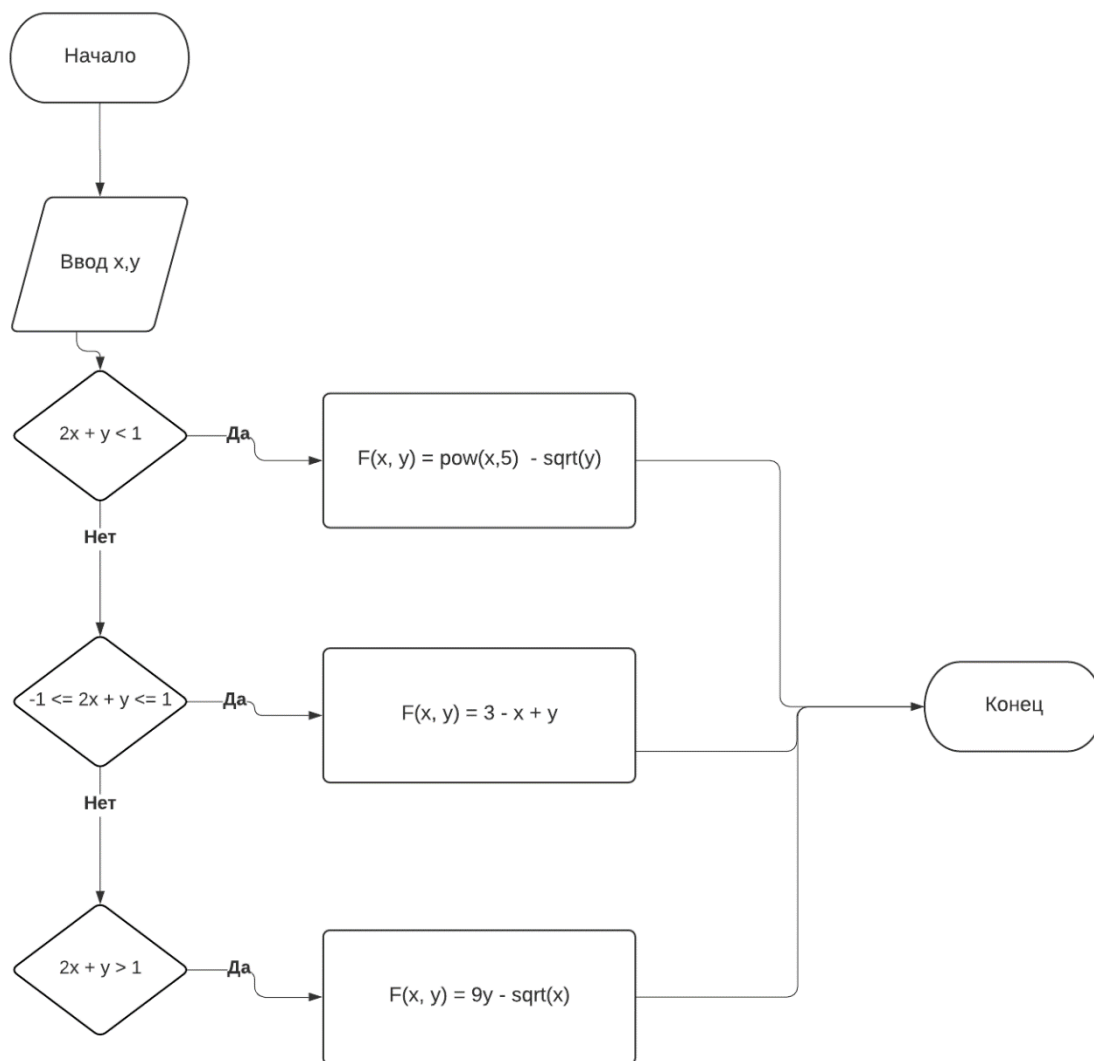 Начало
Ввод x,y
2x + y < 1
Да
F(x, y) = pow(x,5)  - sqrt(y)
Нет
-1 <= 2x + y <= 1
Да
F(x, y) = 3 - x + y
Конец
Нет
2x + y > 1
Да
F(x, y) = 9y - sqrt(x)